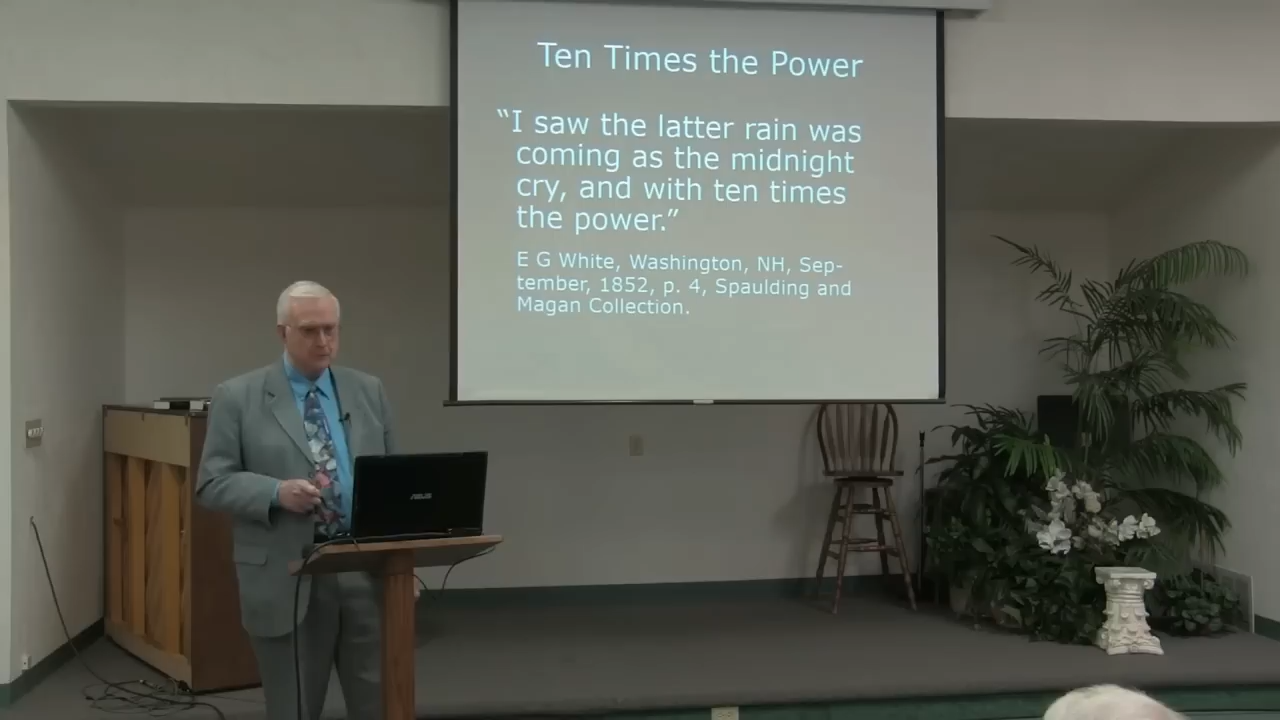 Ten Times the Power
“I saw the latter rain was
coming as the midnight
cry, and with ten times
the power.”
E G White, Washington, NH, Sep-
tember, 1852, p. 4, Spaulding and
Magan Collection.
ASUS